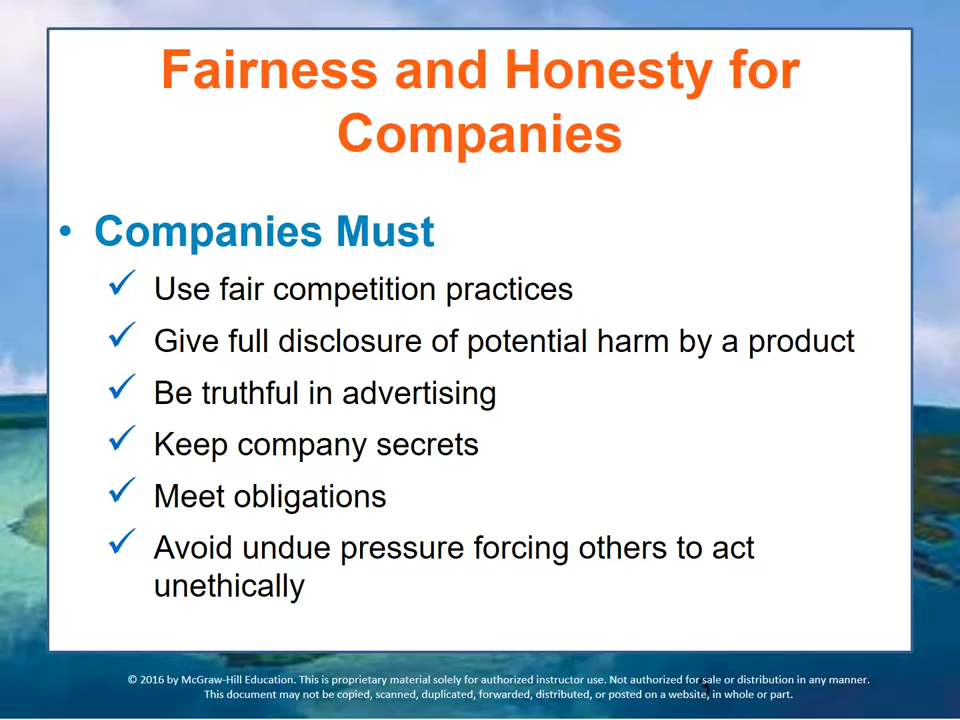 Fairness and Honesty for
Companies
• Companies Must
✓ Use fair competition practices
✓ Give full disclosure of potential harm by a product
✓ Be truthful in advertising
✓ Keep company secrets
✓ Meet obligations
✓ Avoid undue pressure forcing others to act
unethically
© 2016 by McGraw-Hill Education. This is proprietary material solely for authorized instructor use. Not authorized for sale or distribution in any manner.
This document may not be copied, scanned, duplicated, forwarded, distributed, or posted on a website, in whole or part.